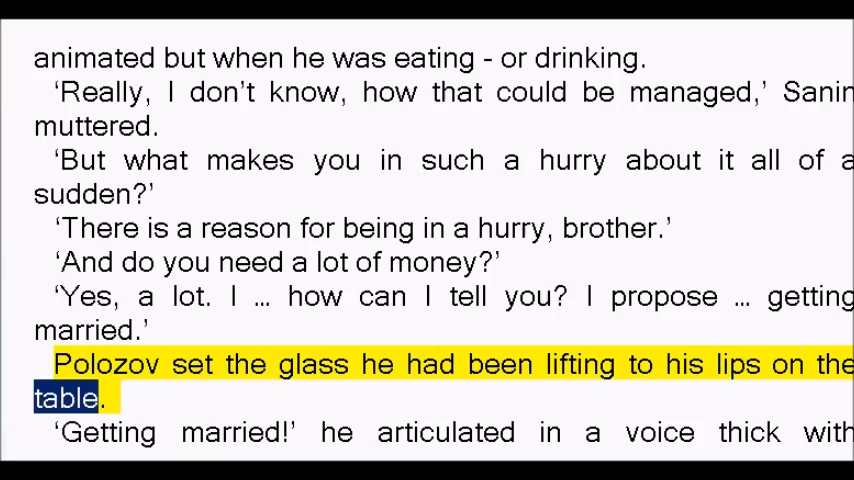 animated but when he was eating - or drinking.
‘Really, I don’t know, how that could be managed,’ Sanin
muttered.
‘But what makes you in such a hurry about it all of a
sudden?’
‘There is a reason for being in a hurry, brother.’
‘And do you need a lot of money?’
‘Yes, a lot. I ... how can I tell you? I propose ... getting
married.’
Polozov set the glass he had been lifting to his lips on the
table.
‘Getting married!’ he articulated in a voice thick with